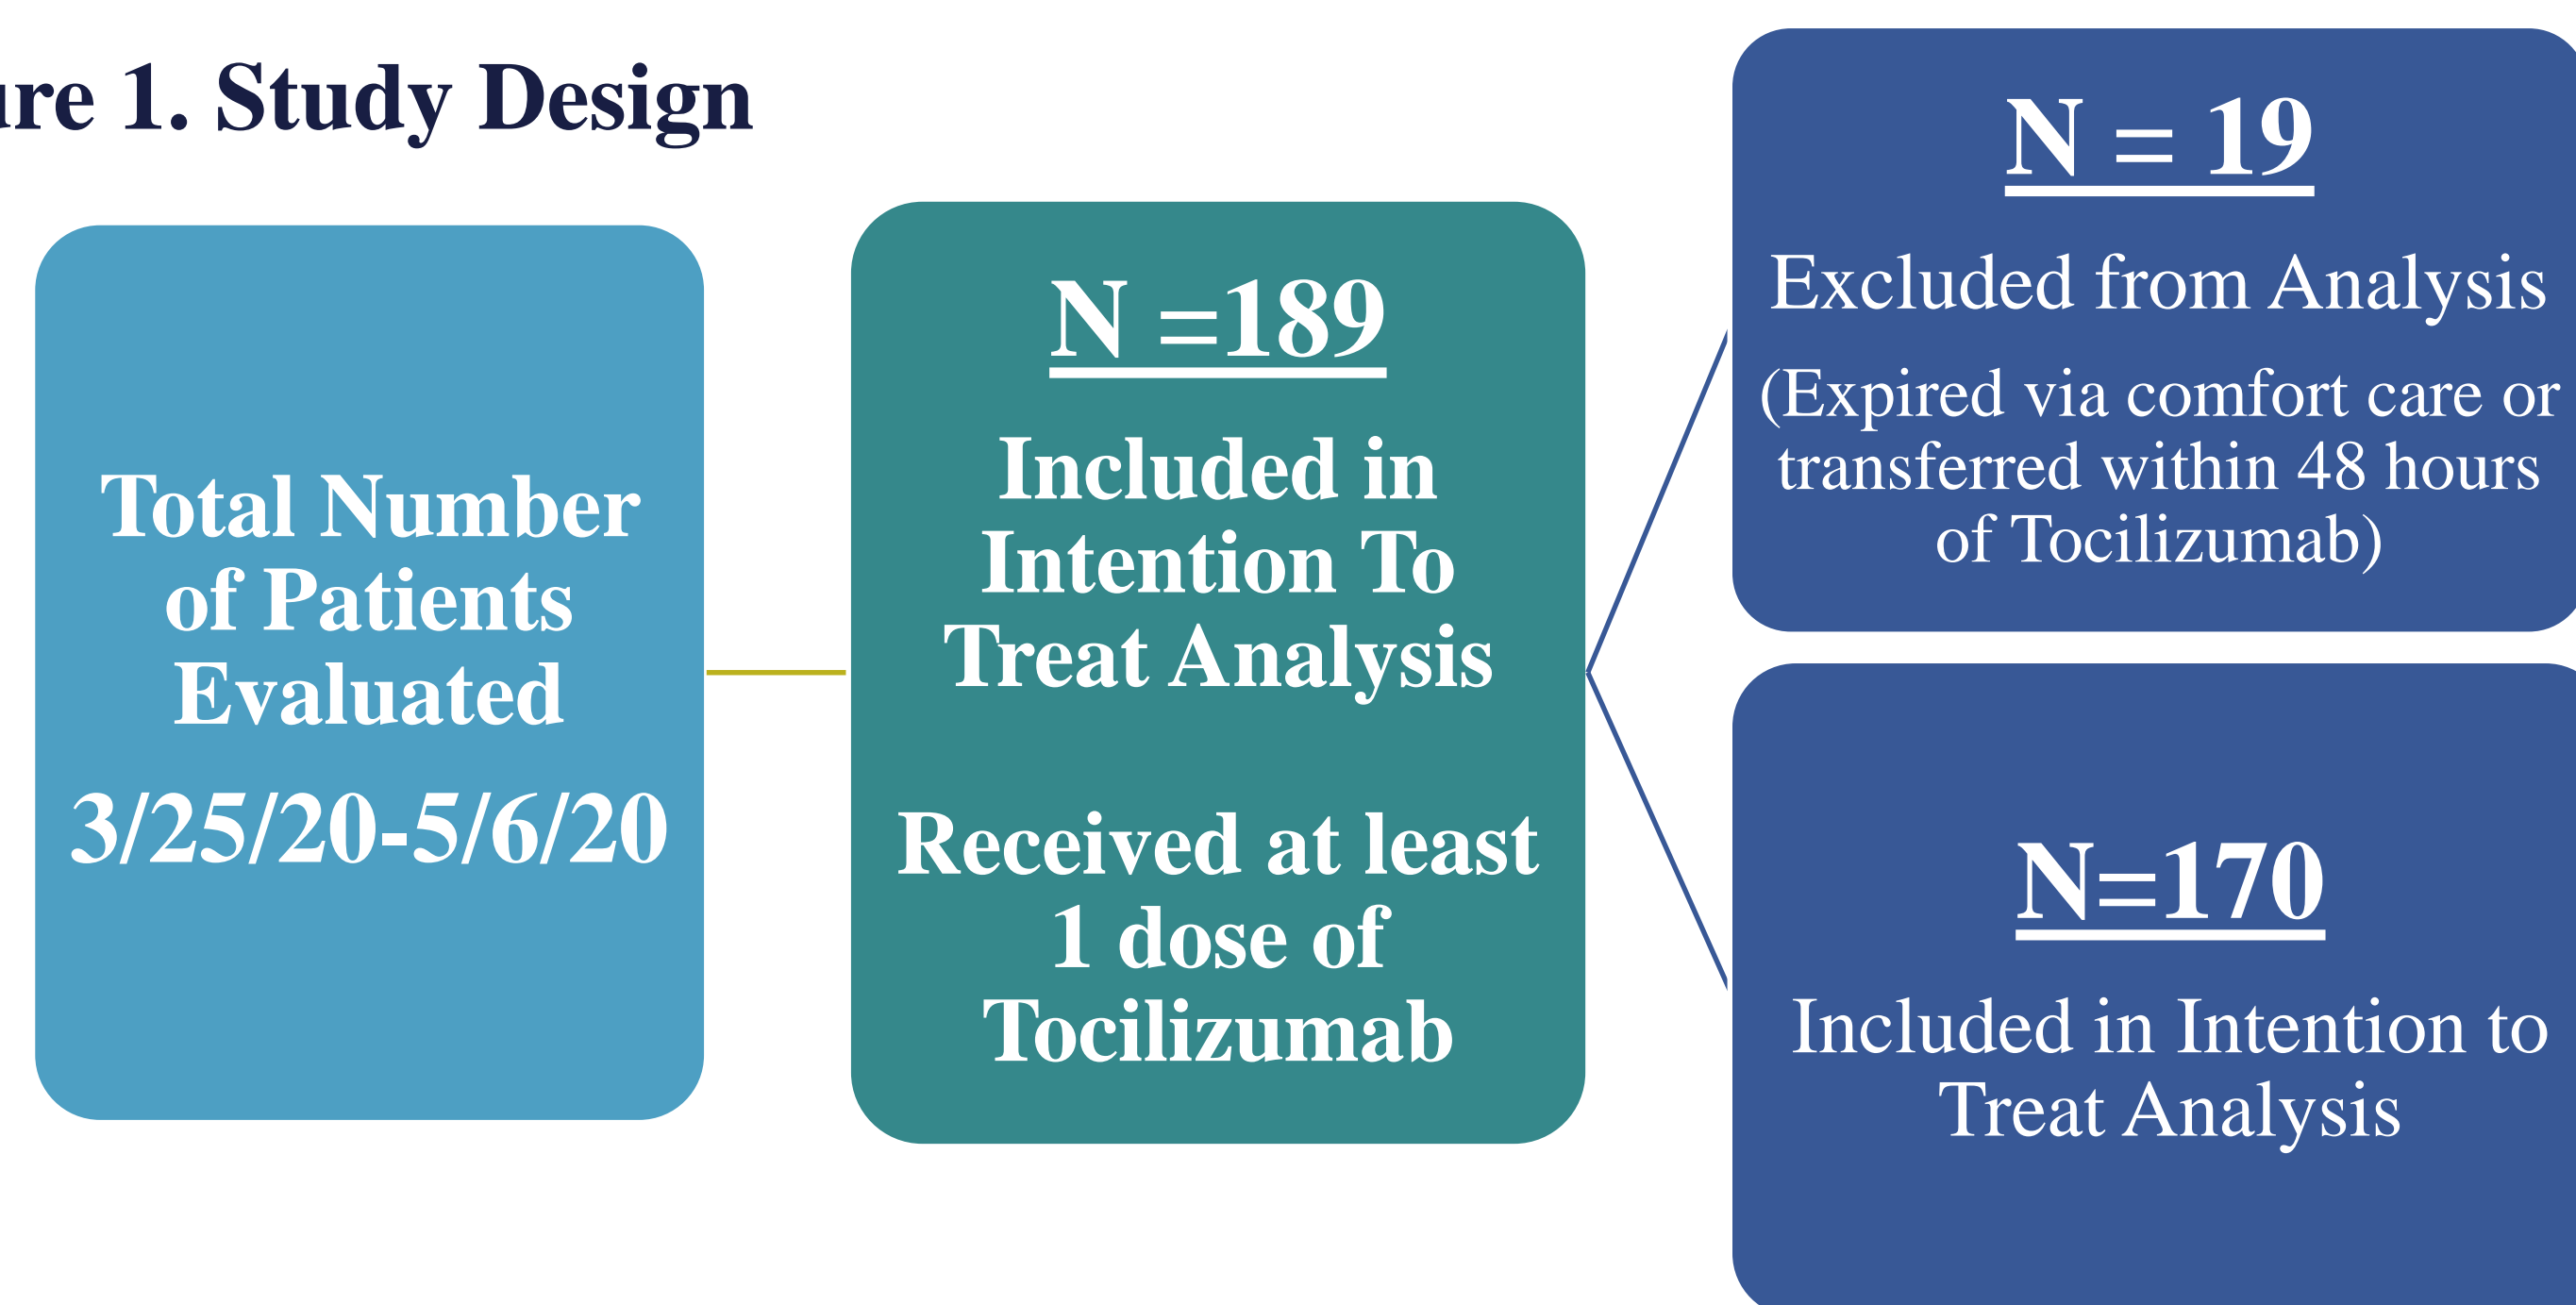 ure 1. Study Design
Total Number
of Patients
Evaluated
3/25/20-5/6/20
N =189
Included in
Intention To
Treat Analysis
Received at least
1 dose of
Tocilizumab
N = 19
Excluded from Analysis
(Expired via comfort care or
transferred within 48 hours
of Tocilizumab)
N=170
Included in Intention to
Treat Analysis